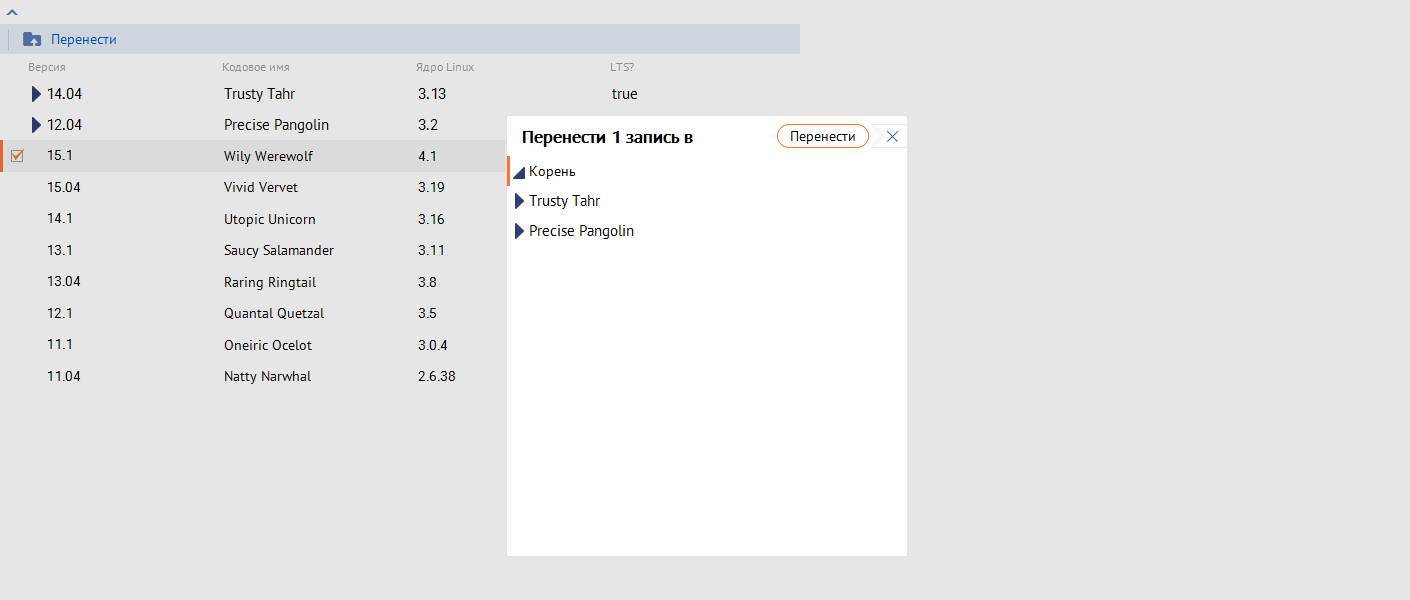 Перенести
Версия Кодовое имя Ядро Linux LTS?
14.04 Trusty Tahr 3.13 true
12.04 Precise Pangolin 3.2
15.1 Wily Werewolf 4.1
15.04 Vivid Vervet 3.19
14.1 Utopic Unicorn 3.16
13.1 Saucy Salamander 3.11
13.04 Raring Ringtail 3.8
12.1 Quantal Quetzal 3.5
11.1 Oneiric Ocelot 3.0.4
11.04 Natty Narwhal 2.6.38
Перенести 1 запись в Перенести
Корень
Trusty Tahr
Precise Pangolin